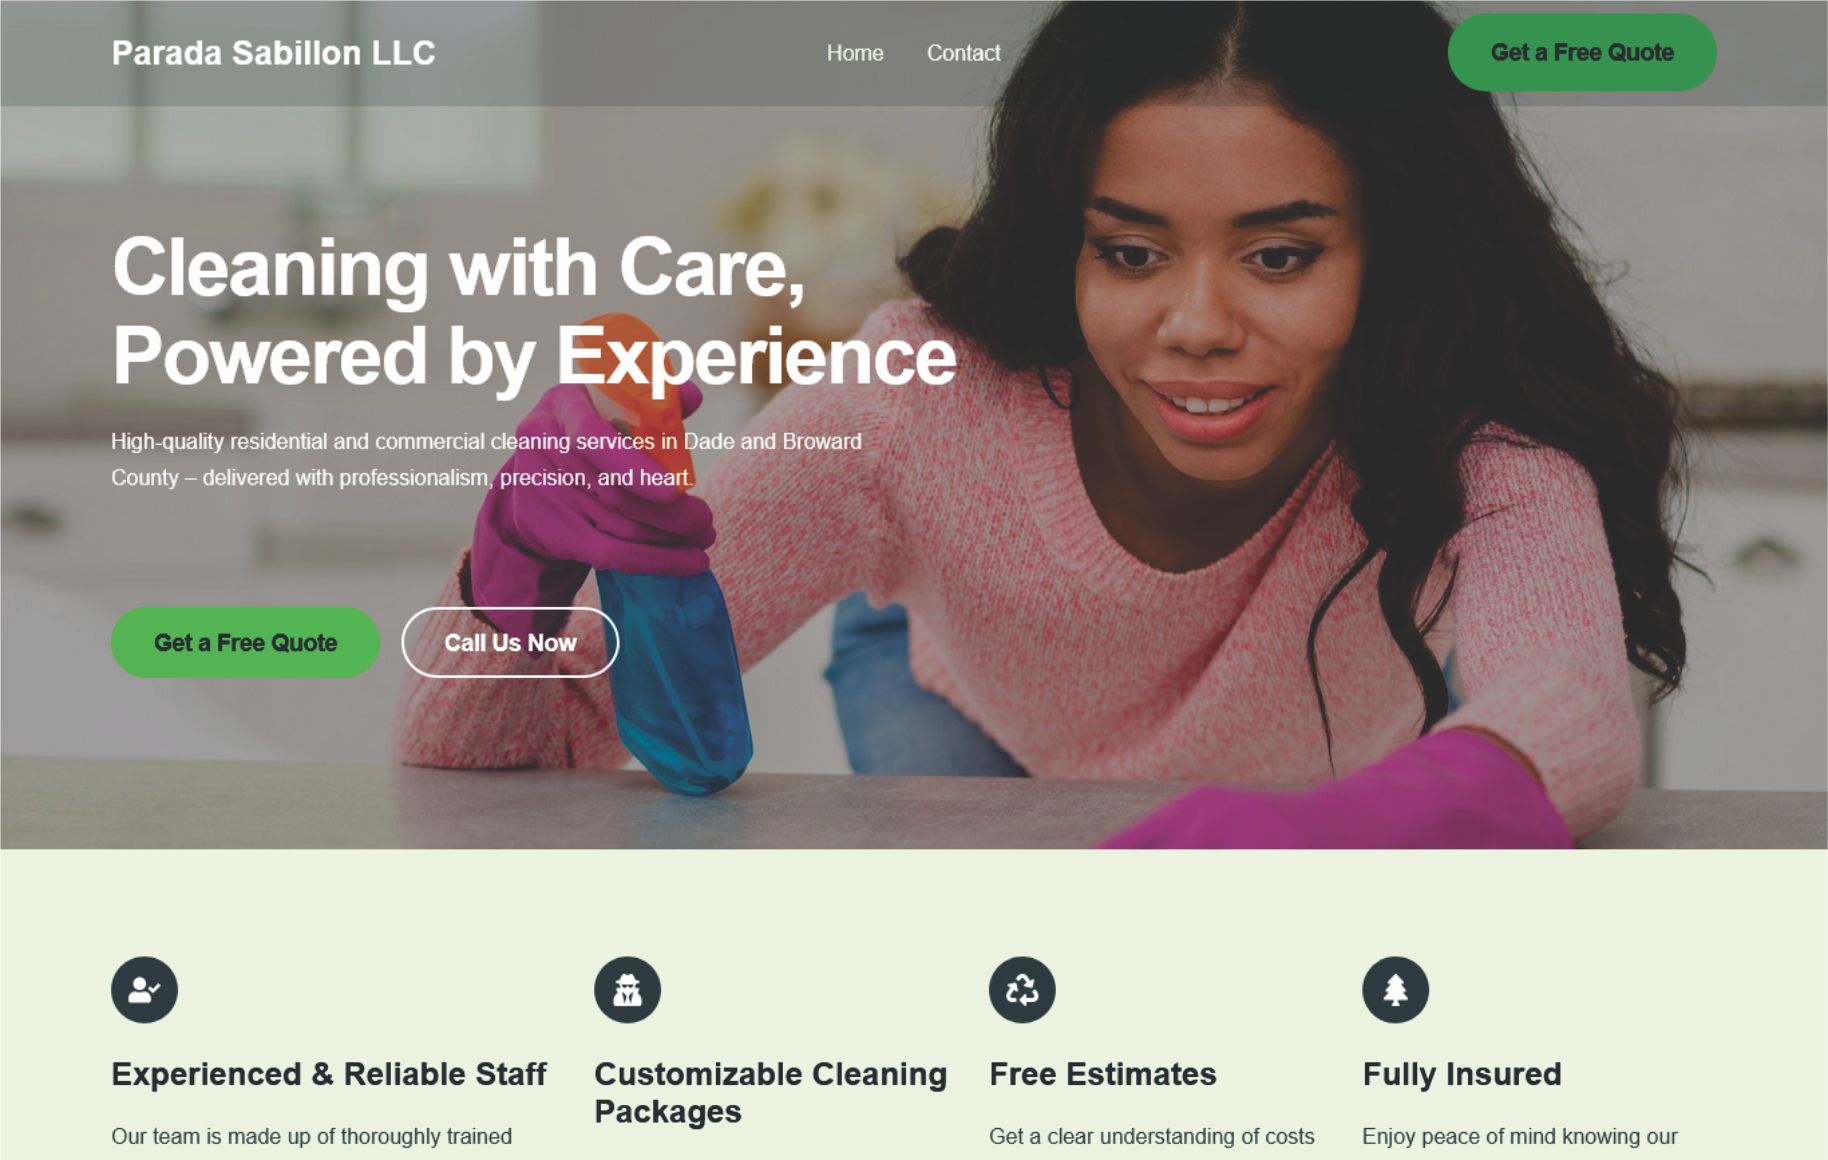 Parada Sabillon LLC
Home
Contact
Get a Free Quote
Cleaning with Care,
Powered by Experience
High-quality residential and commercial cleaning services in Dade and Broward
County – delivered with professionalism, precision, and heart.
Get a Free Quote
Call Us Now
Experienced & Reliable Staff
Our team is made up of thoroughly trained
Customizable Cleaning
Packages
Free Estimates
Get a clear understanding of costs
Fully Insured
Enjoy peace of mind knowing our